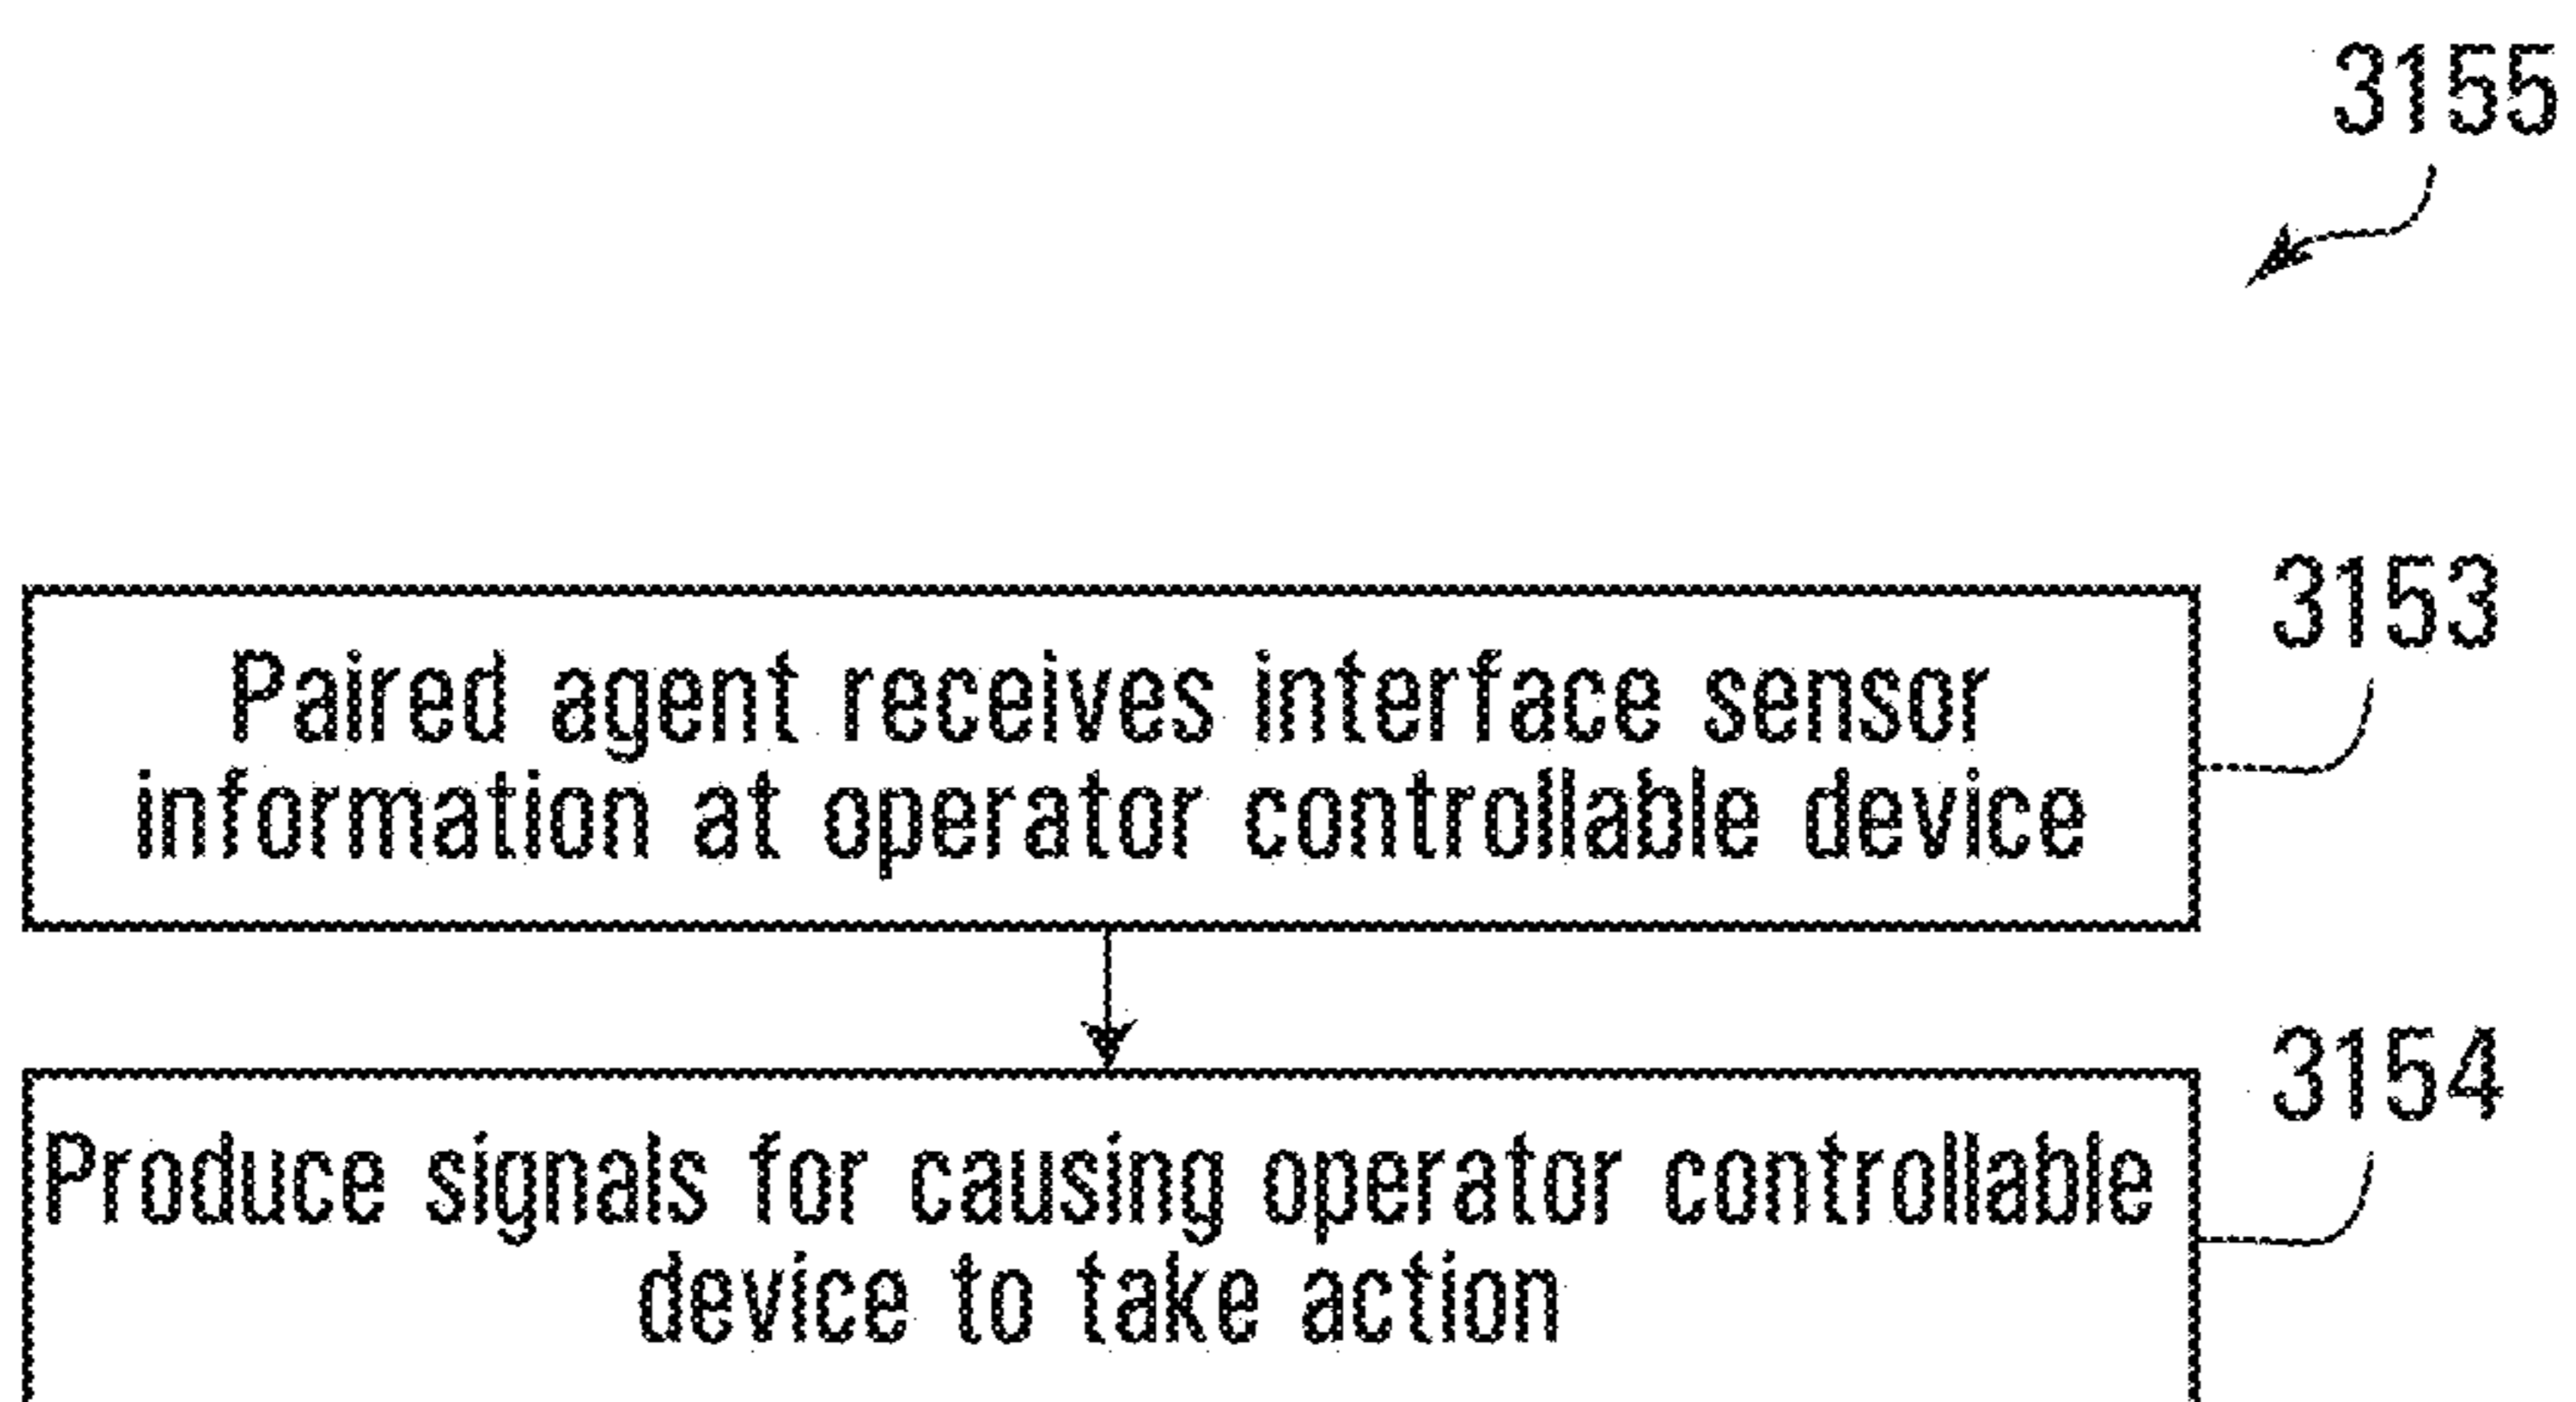 3155
3153
Paired agent receives interface sensor
information at operator controllable device
3154
Produce signals for causing operator controllable
device to take action